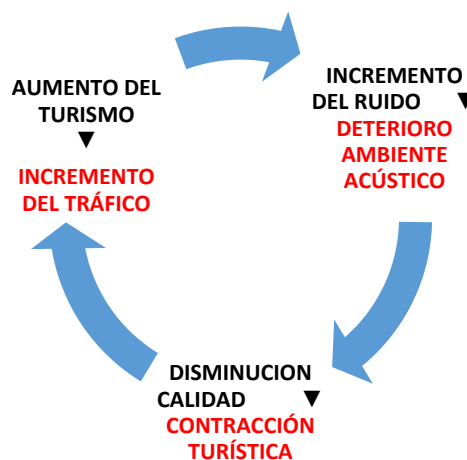 AUMENTO DEL
TURISMO
▼
INCREMENTO
DEL TRÁFICO
INCREMENTO
DEL RUIDO ▼
DETERIORO
AMBIENTE
ACÚSTICO
DISMINUCION
CALIDAD ▼
CONTRACCIÓN
TURÍSTICA